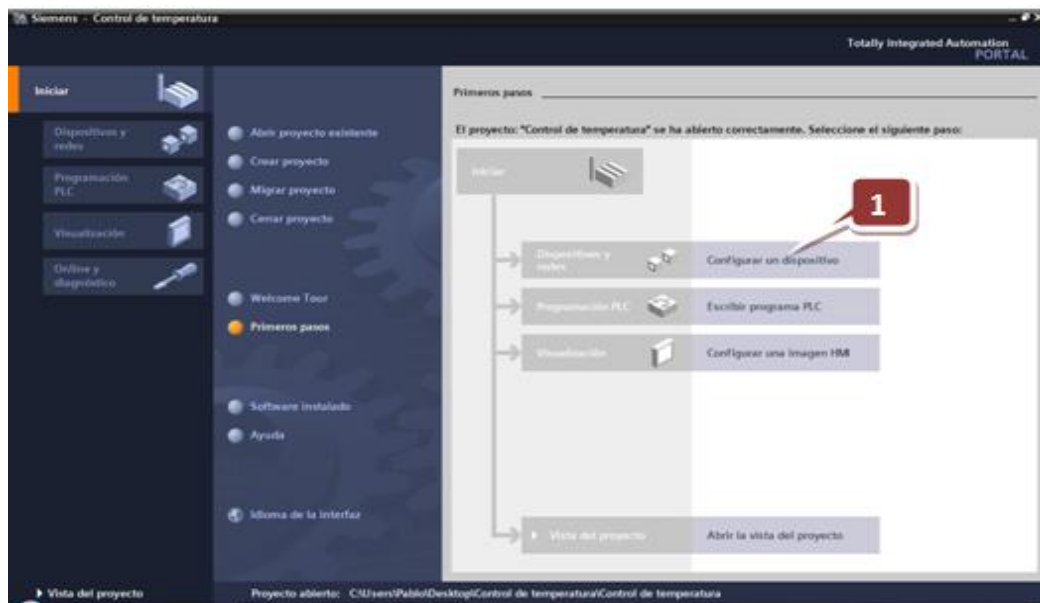 Siemens - Control de temperatura
Totally Integrated Automation
PORTAL
Iniciar
Dispositivos y
redes
Programación
PLC
Visualización
Online y
diagnóstico
Abrir proyecto existente
Crear proyecto
Migrar proyecto
Cerrar proyecto
Welcome Tour
Primeros pasos
Software instalado
Ayuda
Idioma de la interfaz
Primeros pasos
El proyecto: "Control de temperatura" se ha abierto correctamente. Seleccione el siguiente paso:
Iniciar
1
Dispositivos y
redes
Configurar un dispositivo
Programación PLC
Escribir programa PLC
Visualización
Configurar una imagen HMI
Vista del proyecto
Abrir la vista del proyecto
Vista del proyecto
Proyecto abierto: C:\Users\Pablo\Desktop\Control de temperatura\Control de temperatura